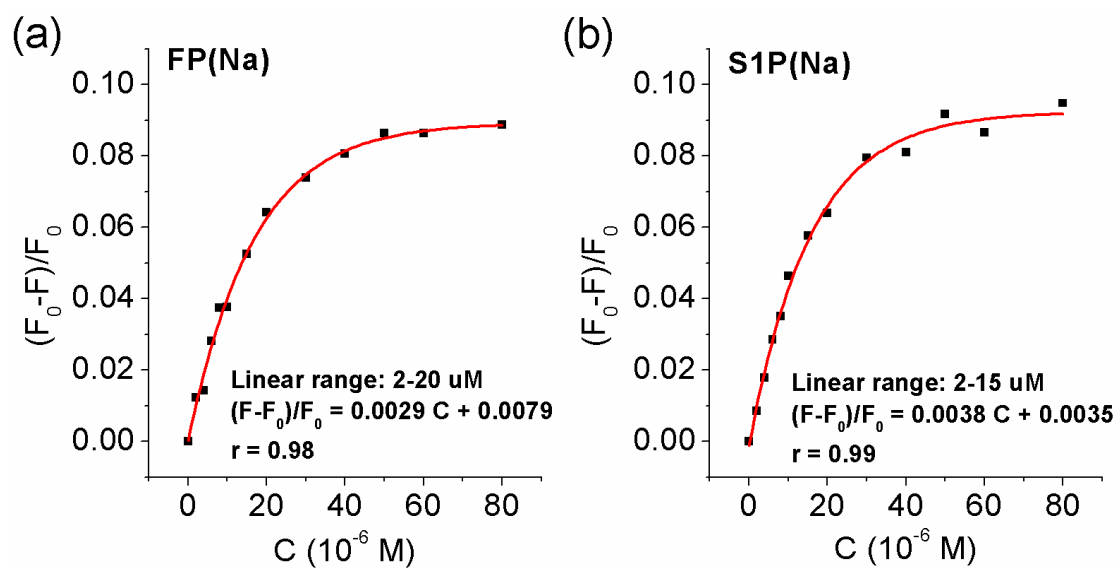 (a)
FP(Na)
0.10
0.08
0.06
0.04
0.02
0.00
(F₀-F)/F₀
Linear range: 2-20 uM
(F-F₀)/F₀ = 0.0029 C + 0.0079
r = 0.98
0 20 40 60 80
C (10⁻⁶ M)
(b)
S1P(Na)
0.10
0.08
0.06
0.04
0.02
0.00
(F₀-F)/F₀
Linear range: 2-15 uM
(F-F₀)/F₀ = 0.0038 C + 0.0035
r = 0.99
0 20 40 60 80
C (10⁻⁶ M)